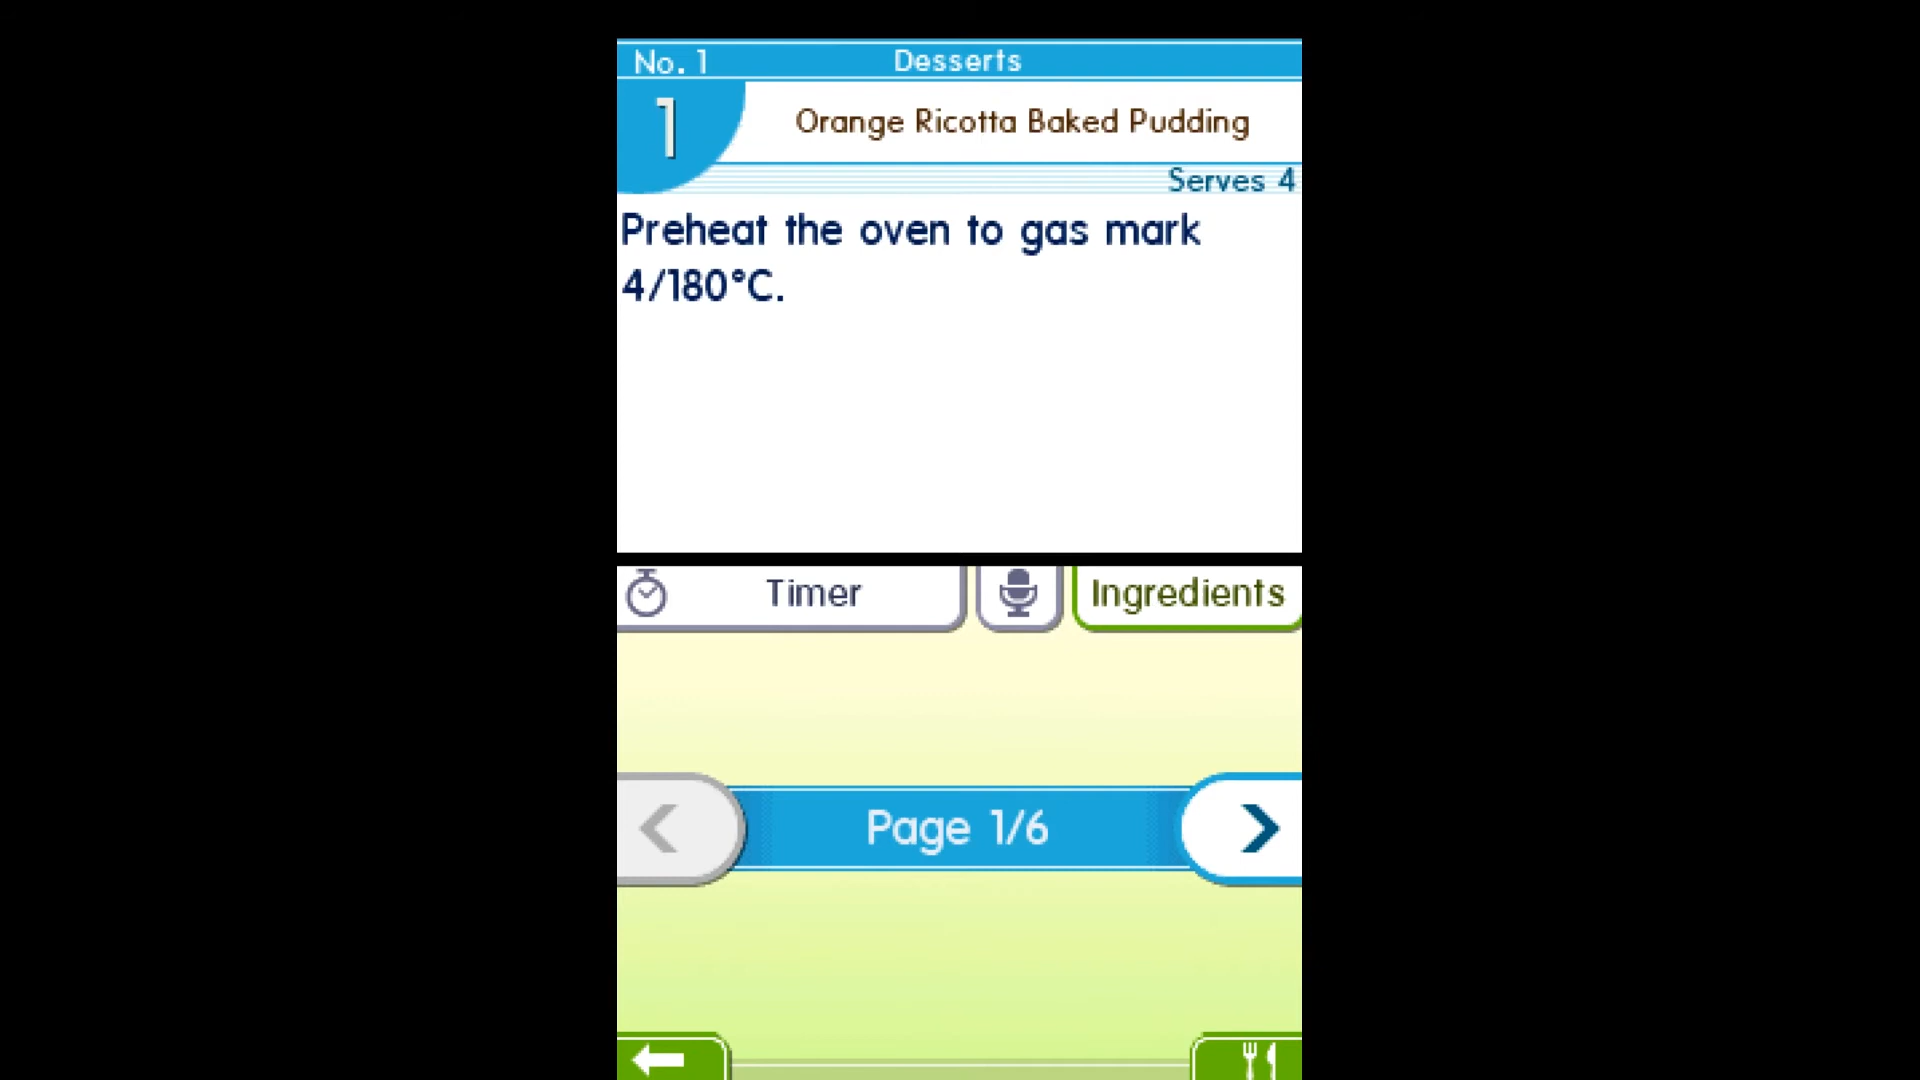 No. 1
Desserts
1
Orange Ricotta Baked Pudding
Serves 4
Preheat the oven to gas mark
4/180°C.
Timer
Ingredients
Page 1/6